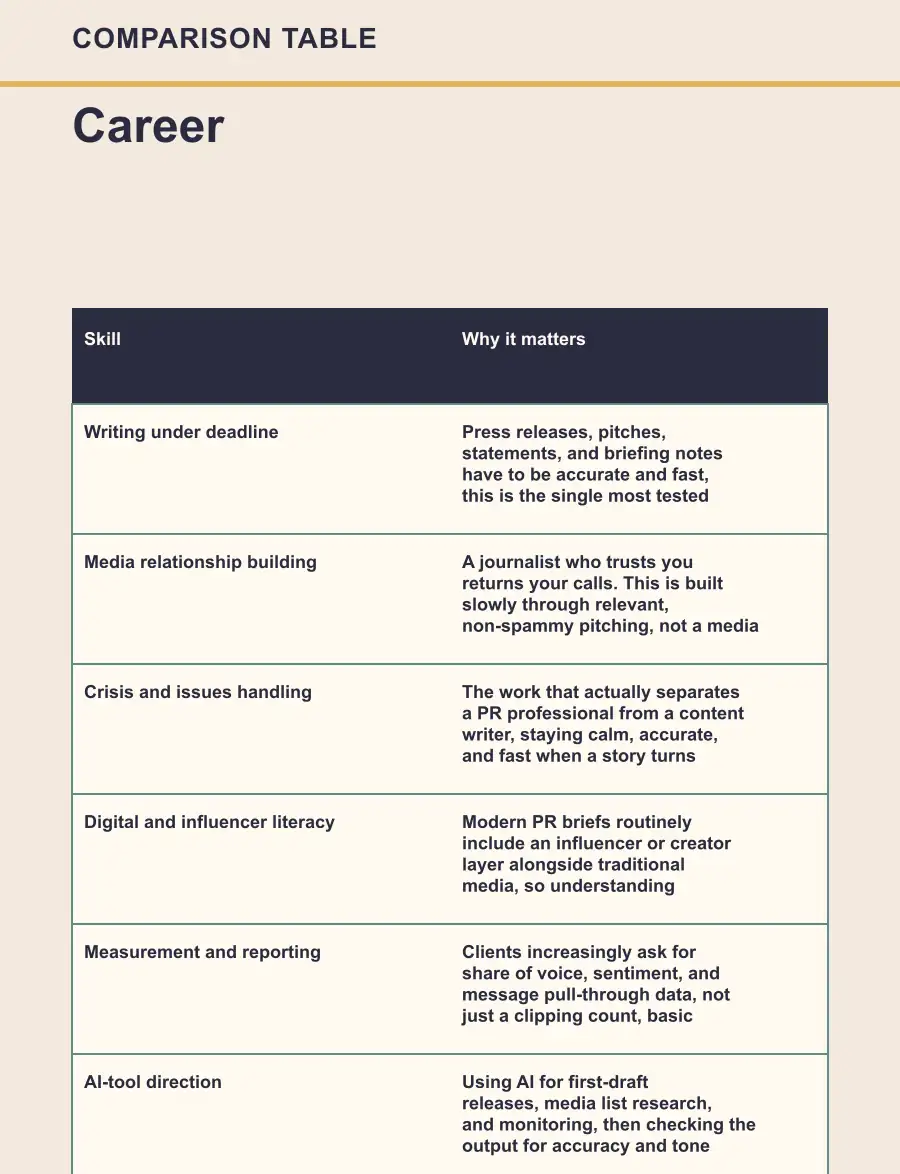 COMPARISON TABLE
Career
Skill
Why it matters
Writing under deadline
Press releases, pitches,
statements, and briefing notes
have to be accurate and fast,
this is the single most tested
Media relationship building
A journalist who trusts you
returns your calls. This is built
slowly through relevant,
non-spammy pitching, not a media
Crisis and issues handling
The work that actually separates
a PR professional from a content
writer, staying calm, accurate,
and fast when a story turns
Digital and influencer literacy
Modern PR briefs routinely
include an influencer or creator
layer alongside traditional
media, so understanding
Measurement and reporting
Clients increasingly ask for
share of voice, sentiment, and
message pull-through data, not
just a clipping count, basic
AI-tool direction
Using AI for first-draft
releases, media list research,
and monitoring, then checking the
output for accuracy and tone